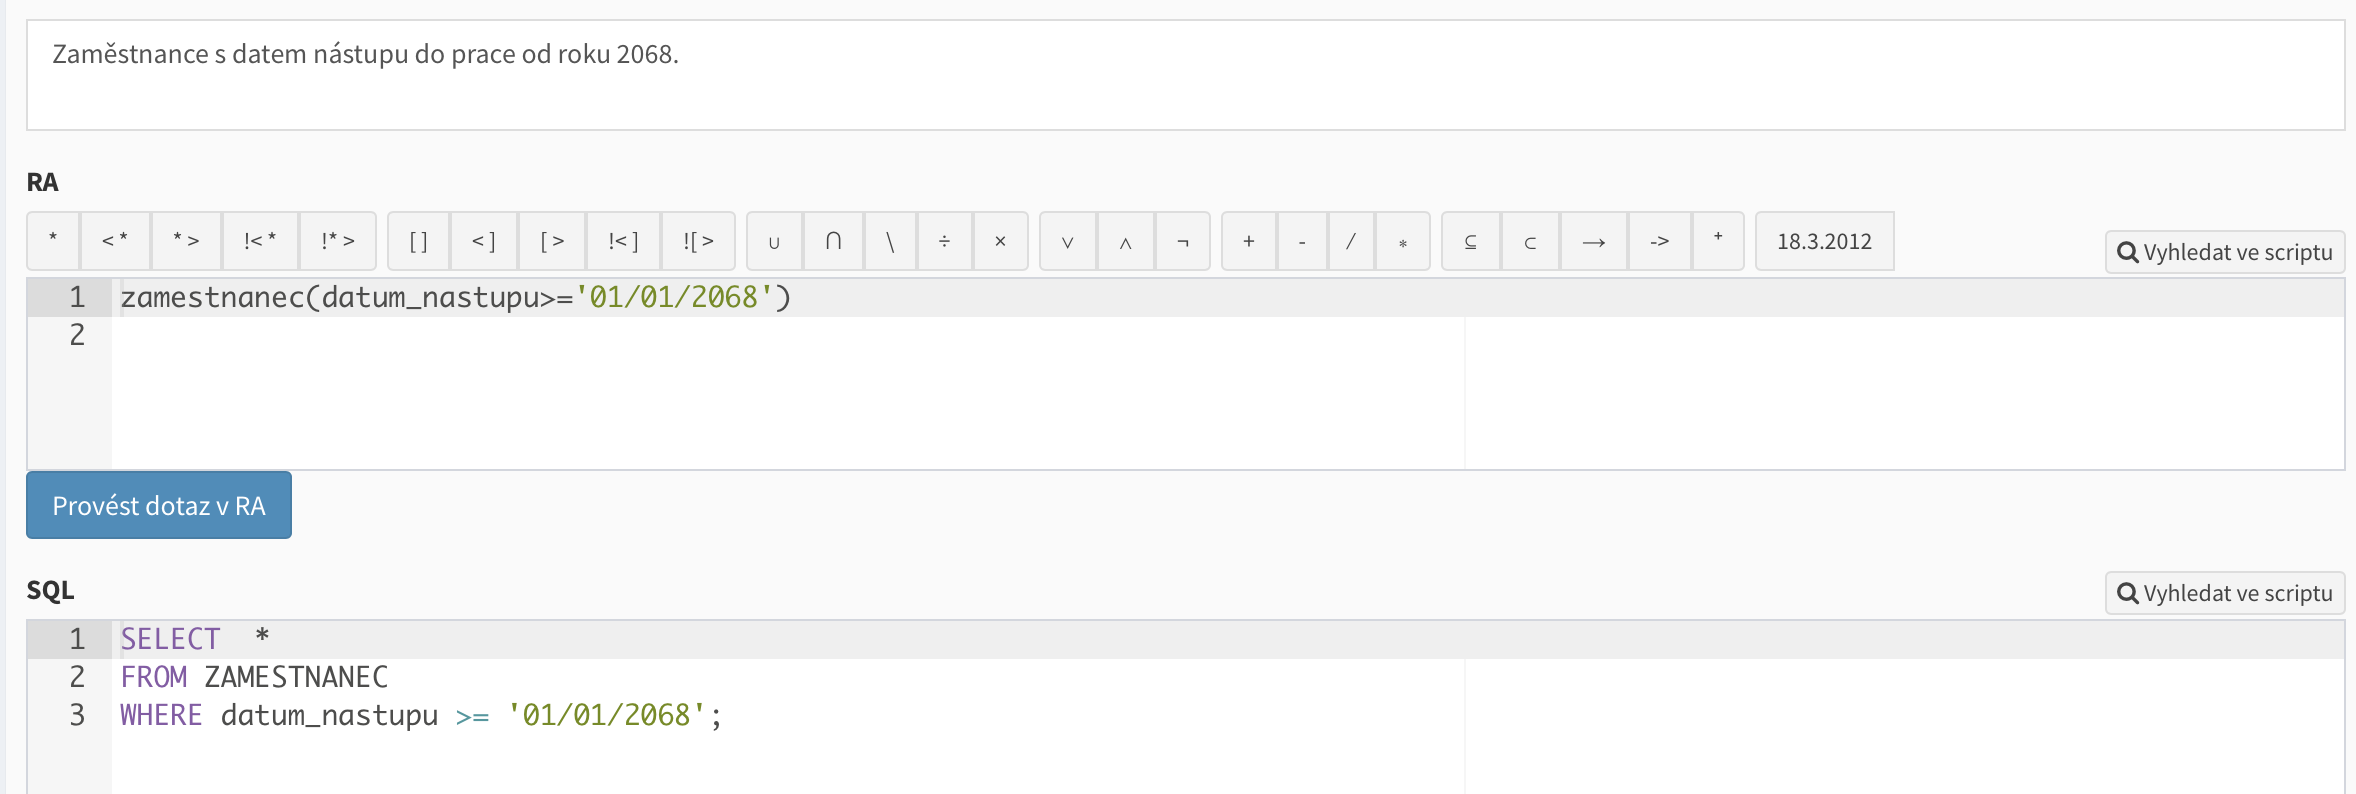 Zaměstnance s datem nástupu do prace od roku 2068.
RA
* <* *> !<* !*> [] <] [> !<] ![> ∪ ∩ \ ÷ × ∨ ∧ ¬ + - / * ⊆ ⊂ → -> + 18.3.2012 Vyhledat ve scriptu
1 zamestnanec(datum_nastupu>='01/01/2068')
2
Provést dotaz v RA
SQL Vyhledat ve scriptu
1 SELECT  *
2 FROM ZAMESTNANEC
3 WHERE datum_nastupu >= '01/01/2068';